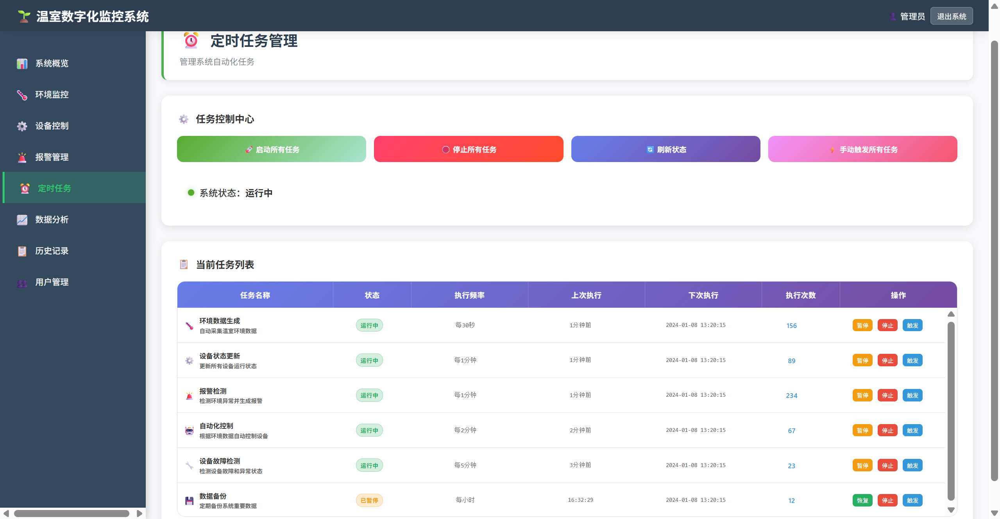 温室数字化监控系统
管理员
退出系统
系统概览
环境监控
设备控制
报警管理
定时任务
数据分析
历史记录
用户管理
定时任务管理
管理系统自动化任务
任务控制中心
启动所有任务
停止所有任务
刷新状态
手动触发所有任务
系统状态：运行中
当前任务列表
任务名称 状态 执行频率 上次执行 下次执行 执行次数 操作
环境数据生成
自动采集温室环境数据
运行中 每30秒 1分钟前 2024-01-08 13:20:15 156 暂停 停止 触发
设备状态更新
更新所有设备运行状态
运行中 每1分钟 1分钟前 2024-01-08 13:20:15 89 暂停 停止 触发
报警检测
检测环境异常并生成报警
运行中 每1分钟 1分钟前 2024-01-08 13:20:15 234 暂停 停止 触发
自动化控制
根据环境数据自动控制设备
运行中 每2分钟 2分钟前 2024-01-08 13:20:15 67 暂停 停止 触发
设备故障检测
检测设备故障和异常状态
运行中 每5分钟 3分钟前 2024-01-08 13:20:15 23 暂停 停止 触发
数据备份
定期备份系统重要数据
已暂停 每小时 16:32:29 2024-01-08 13:20:15 12 恢复 停止 触发